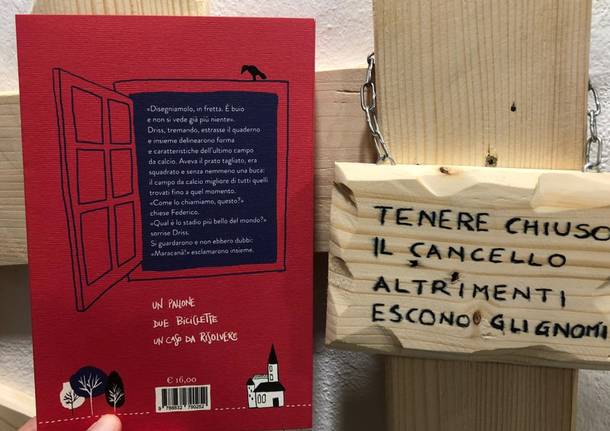 «Disegniamolo, in fretta. È buio
e non si vede già più niente».
Driss, tremando, estrasse il quaderno
e insieme delinearono forma
e caratteristiche dell'ultimo campo
da calcio. Aveva il prato tagliato, era
squadrato e senza nemmeno una buca:
il campo da calcio migliore di tutti quelli
trovati fino a quel momento.
«Come lo chiamiamo, questo?»
chiese Federico.
«Qual è lo stadio più bello del mondo?»
sorrise Driss.
Si guardarono e non ebbero dubbi:
«Maracanã!» esclamarono insieme.
UN PALLONE
DUE BICICLETTE
UN CASO DA RISOLVERE
€ 16,00
9 788832 790252
TENERE CHIUSO
IL CANCELLO
ALTRIMENTI
ESCONO GLI GNOMI